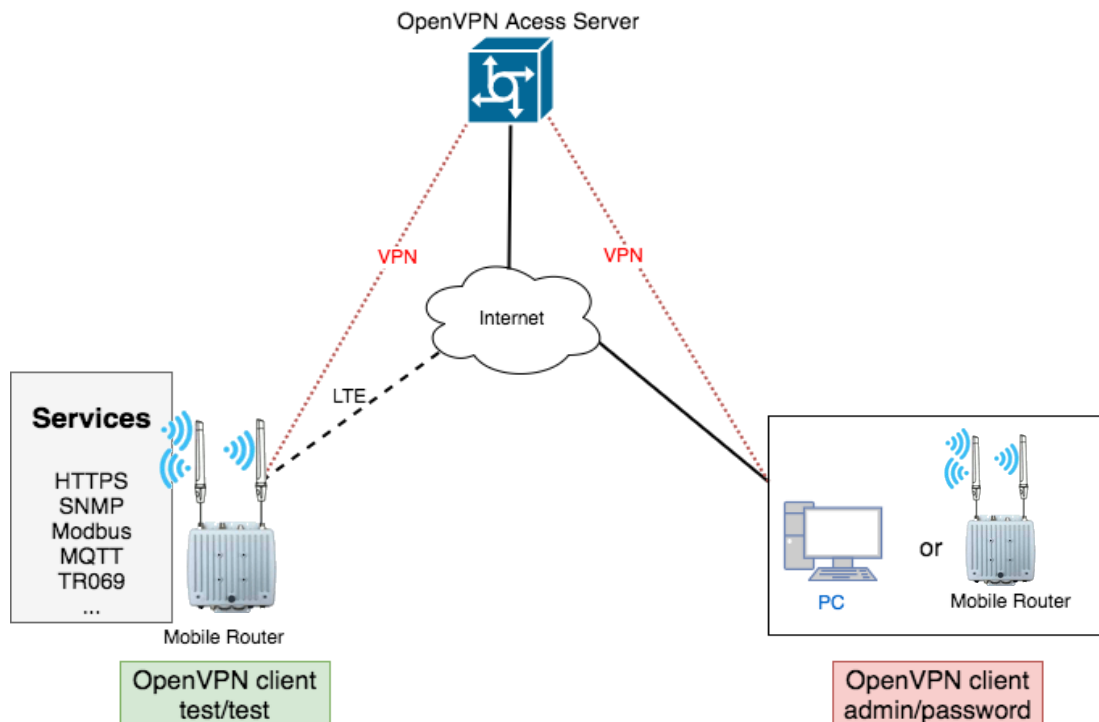 OpenVPN Acess Server
VPN
VPN
Internet
LTE
Services
HTTPS
SNMP
Modbus
MQTT
TR069
...
Mobile Router
or
PC
Mobile Router
OpenVPN client
test/test
OpenVPN client
admin/password